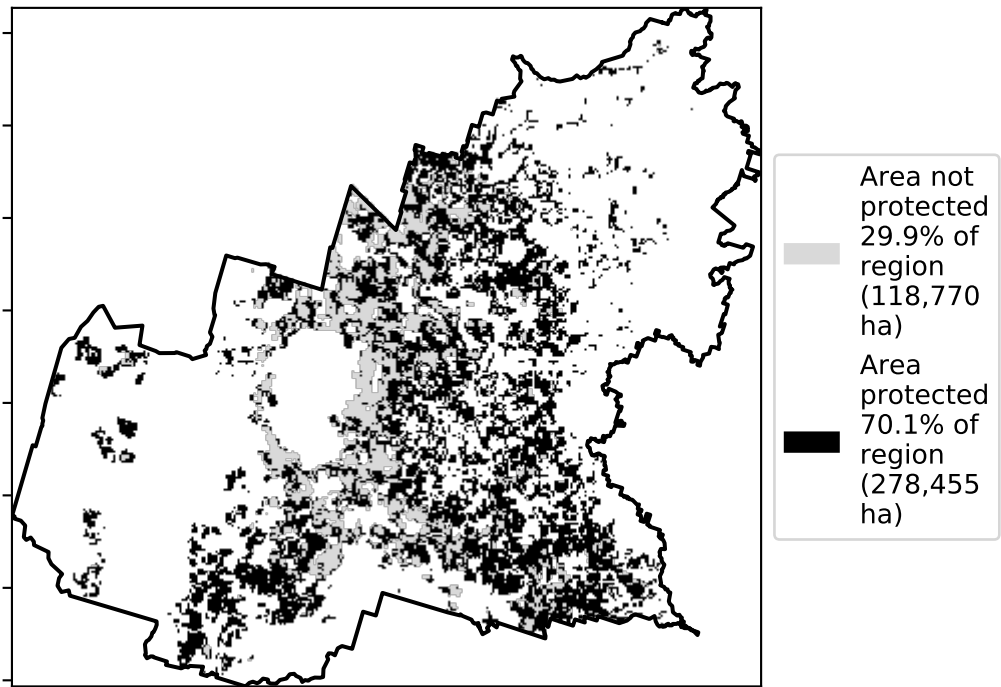 Area not
protected
29.9% of
region
(118,770
ha)
Area
protected
70.1% of
region
(278,455
ha)